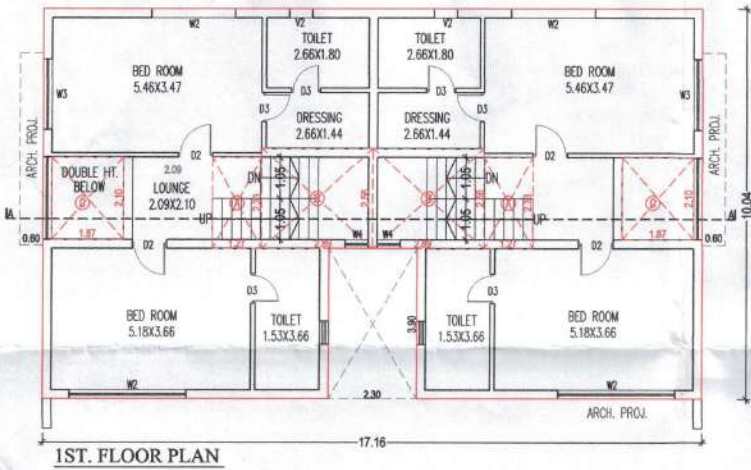 W2
V2
TOILET
2.66X1.80
TOILET
2.66X1.80
V2
W2
BED ROOM
5.46X3.47
BED ROOM
5.46X3.47
W3
W3
D3
D3
D3
D3
DRESSING
2.66X1.44
DRESSING
2.66X1.44
ARCH. PROJ.
ARCH. PROJ.
D2
D2
DOUBLE HT.
BELOW
2.10
2.09
LOUNGE
2.09X2.10
DN
1.05
1.05
UP
DN
1.05
1.05
UP
2.10
10.04
1.87
1.27
1.27
1.87
0.60
0.60
D2
W4
W4
D2
BED ROOM
5.18X3.66
D3
TOILET
1.53X3.66
3.90
TOILET
1.53X3.66
D3
BED ROOM
5.18X3.66
W2
2.30
W2
ARCH. PROJ.
17.16
1ST. FLOOR PLAN